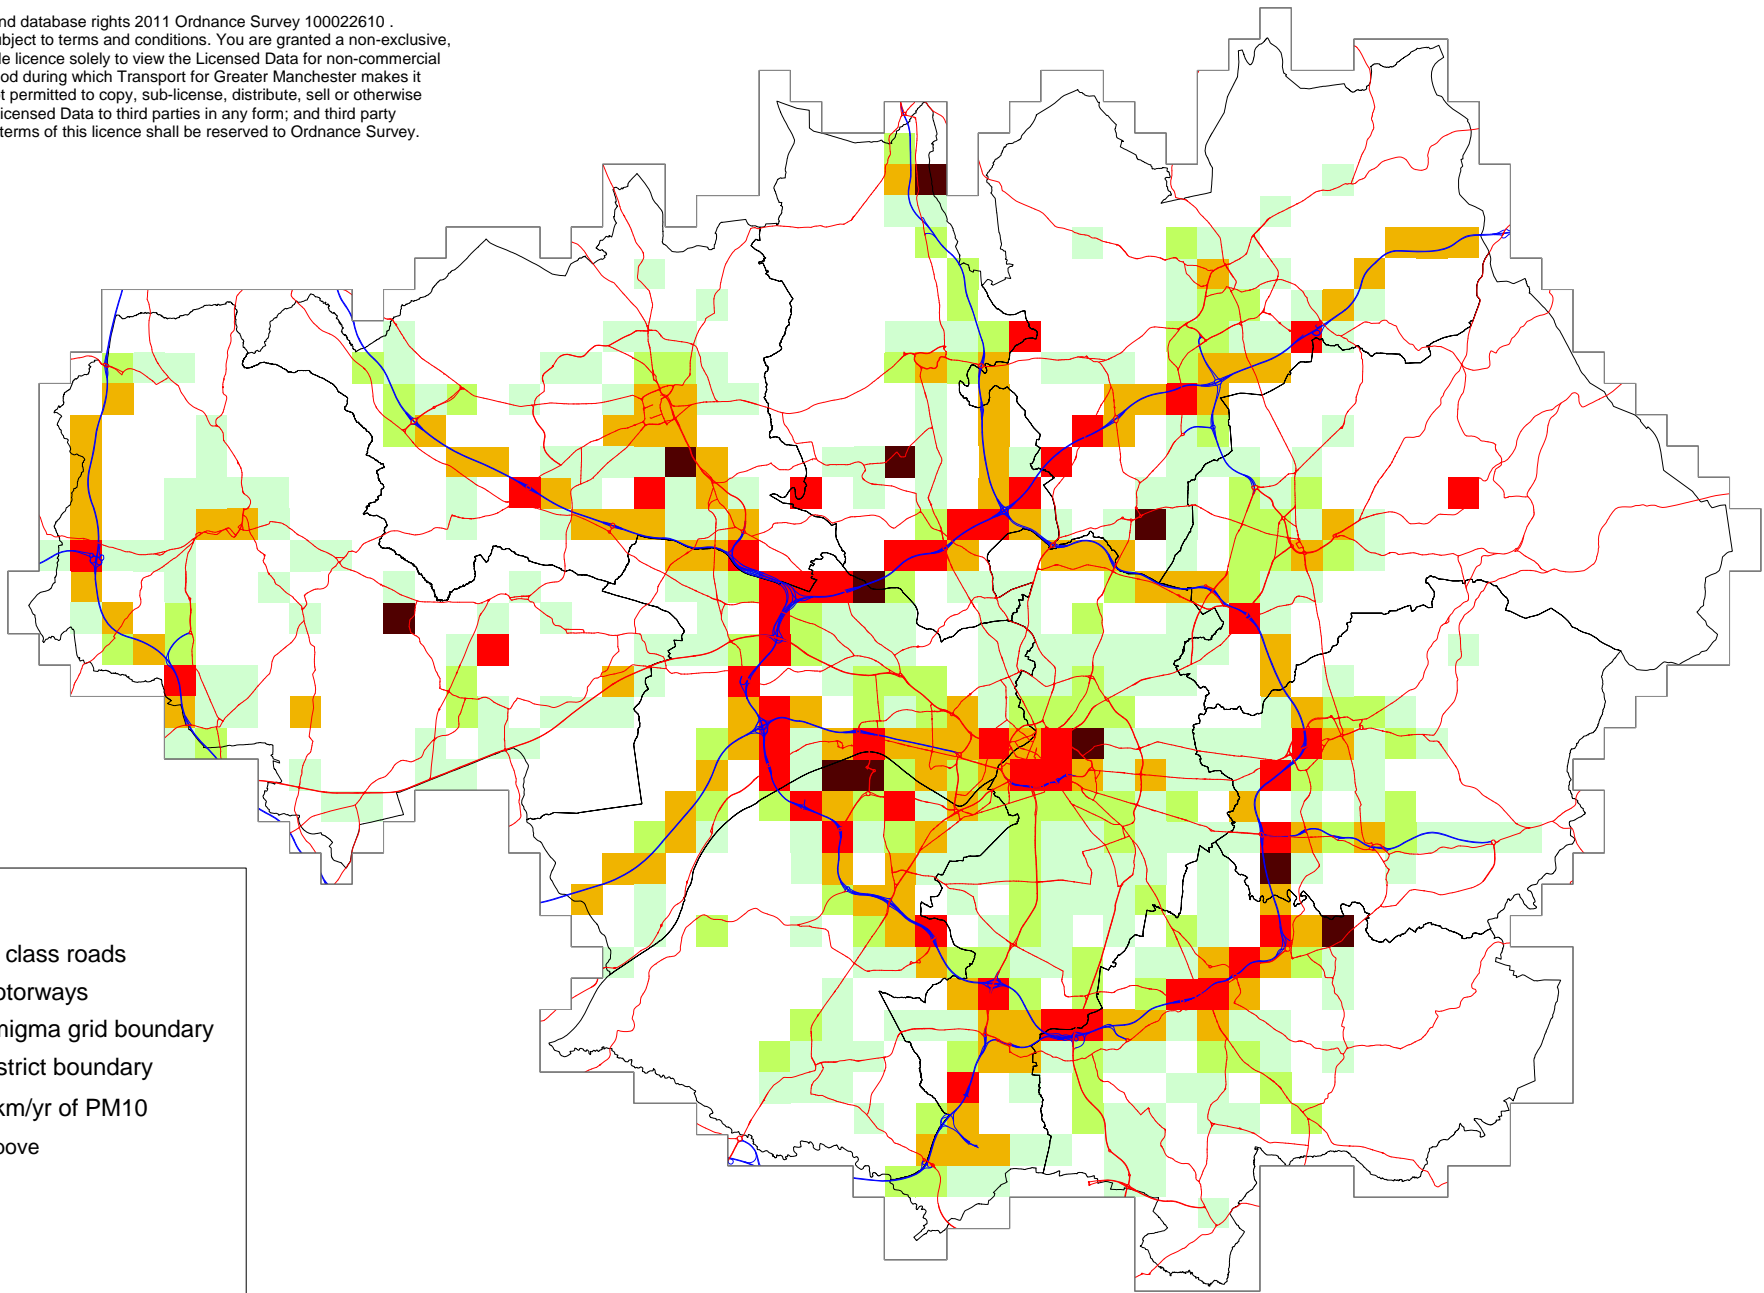 nd database rights 2011 Ordnance Survey 100022610 .
bject to terms and conditions. You are granted a non-exclusive,
le licence solely to view the Licensed Data for non-commercial
od during which Transport for Greater Manchester makes it
t permitted to copy, sub-license, distribute, sell or otherwise
icensed Data to third parties in any form; and third party
terms of this licence shall be reserved to Ordnance Survey.
class roads
otorways
nigma grid boundary
strict boundary
km/yr of PM10
bove